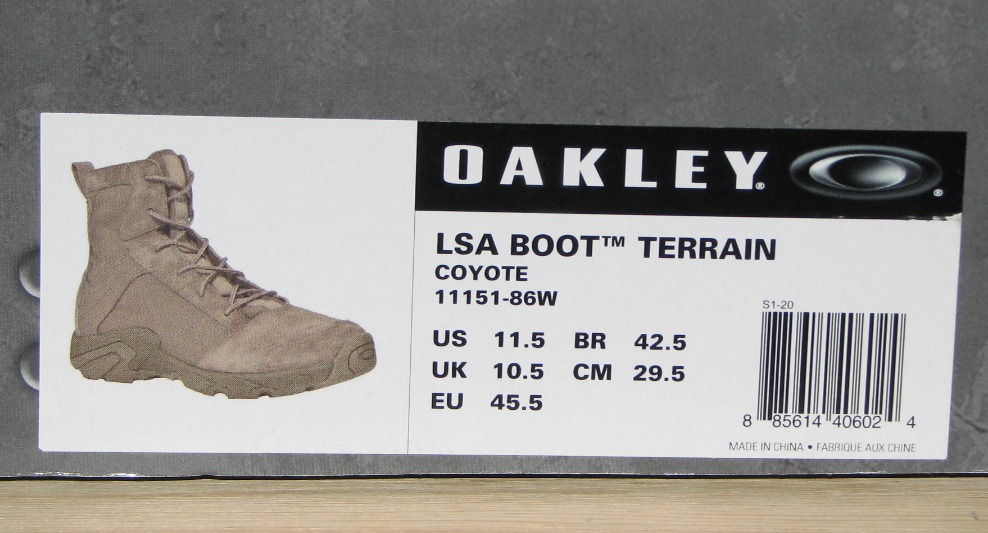 OAKLEY®
LSA BOOT™ TERRAIN
COYOTE
11151-86W
US 11.5 BR 42.5
UK 10.5 CM 29.5
EU 45.5
S1-20
8 85614 40602 4
MADE IN CHINA • FABRIQUE AUX CHINE